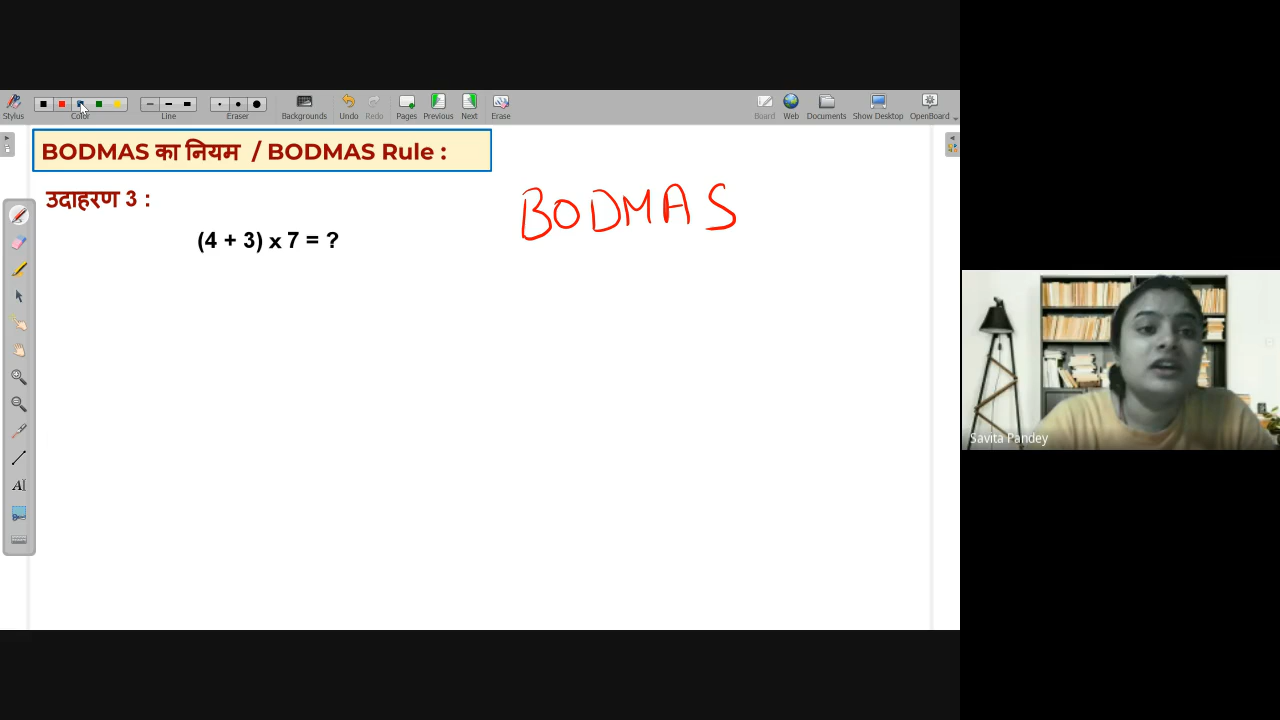 Stylus
Color
Line
Eraser
Backgrounds
Undo
Redo
Pages
Previous
Next
Erase
Board
Web
Documents
Show Desktop
OpenBoard
BODMAS का नियम / BODMAS Rule :
उदाहरण 3 :
BODMAS
(4 + 3) x 7 = ?
Savita Pandey